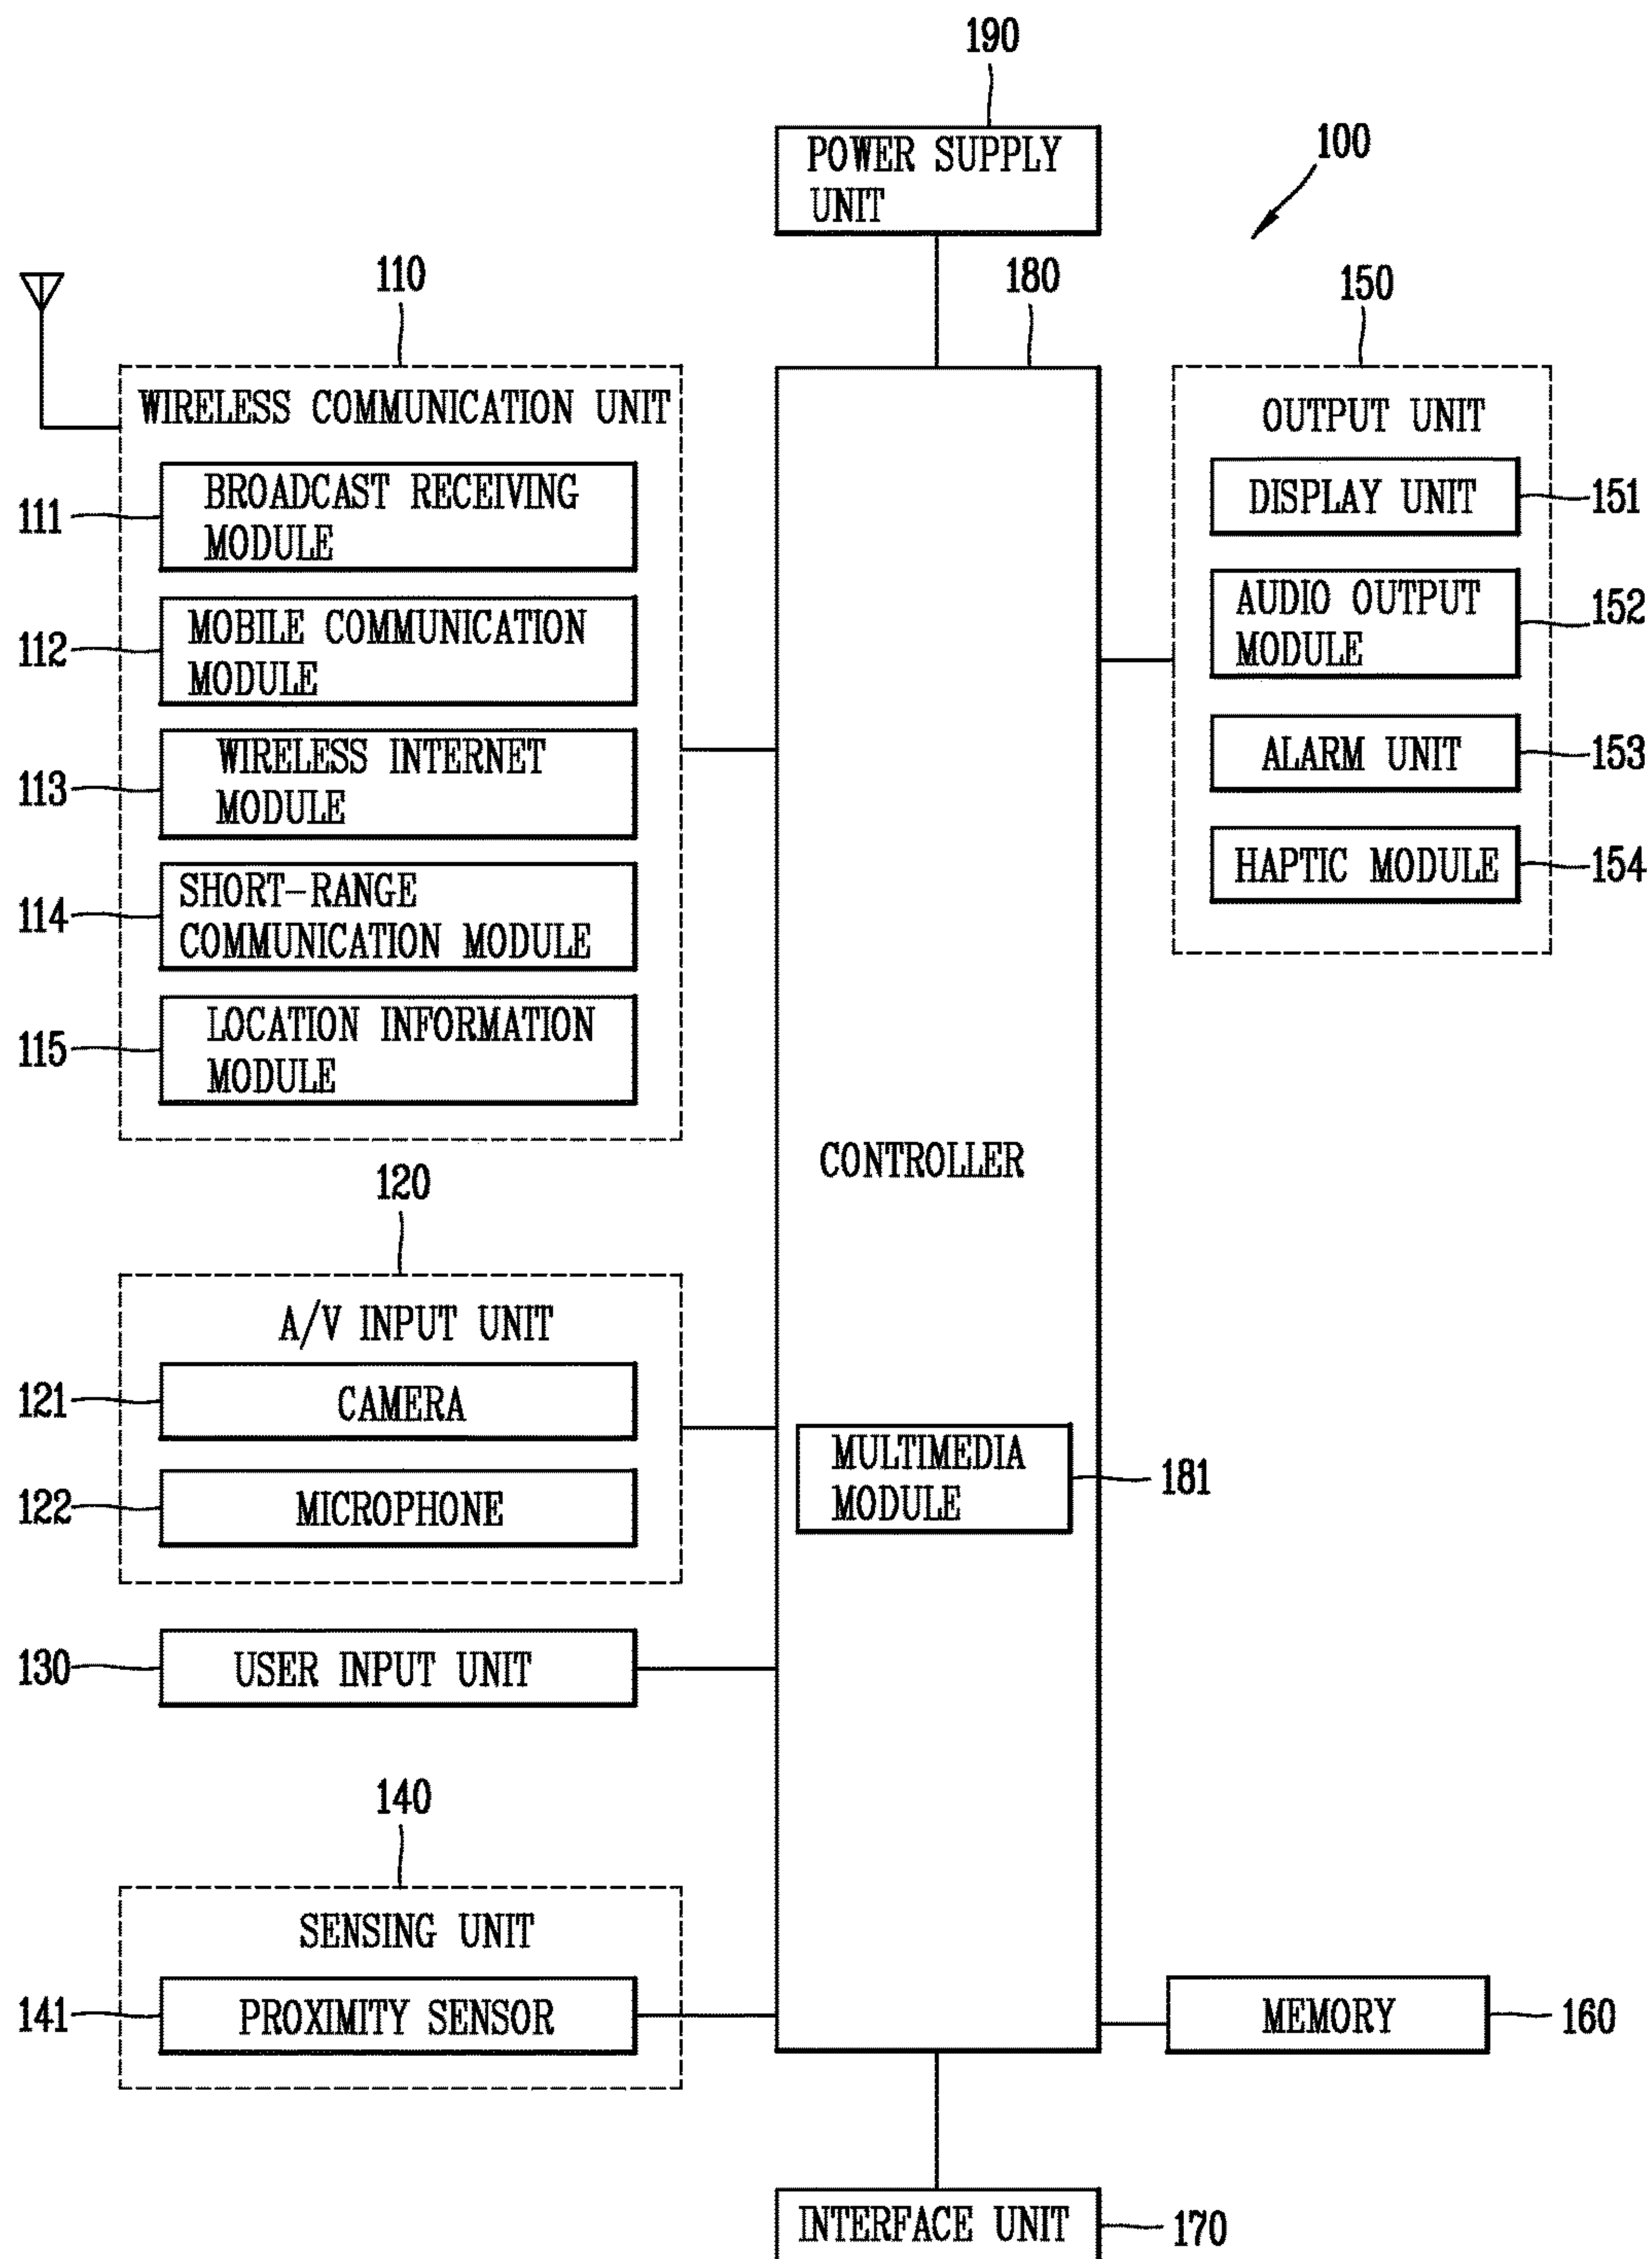 190
POWER SUPPLY
UNIT
100
110
180
150
WIRELESS COMMUNICATION UNIT
111
BROADCAST RECEIVING
MODULE
112
MOBILE COMMUNICATION
MODULE
113
WIRELESS INTERNET
MODULE
114
SHORT-RANGE
COMMUNICATION MODULE
115
LOCATION INFORMATION
MODULE
OUTPUT UNIT
DISPLAY UNIT
151
AUDIO OUTPUT
MODULE
152
ALARM UNIT
153
HAPTIC MODULE
154
CONTROLLER
120
A/V INPUT UNIT
121
CAMERA
122
MICROPHONE
MULTIMEDIA
MODULE
181
130
USER INPUT UNIT
140
SENSING UNIT
141
PROXIMITY SENSOR
MEMORY
160
INTERFACE UNIT
170